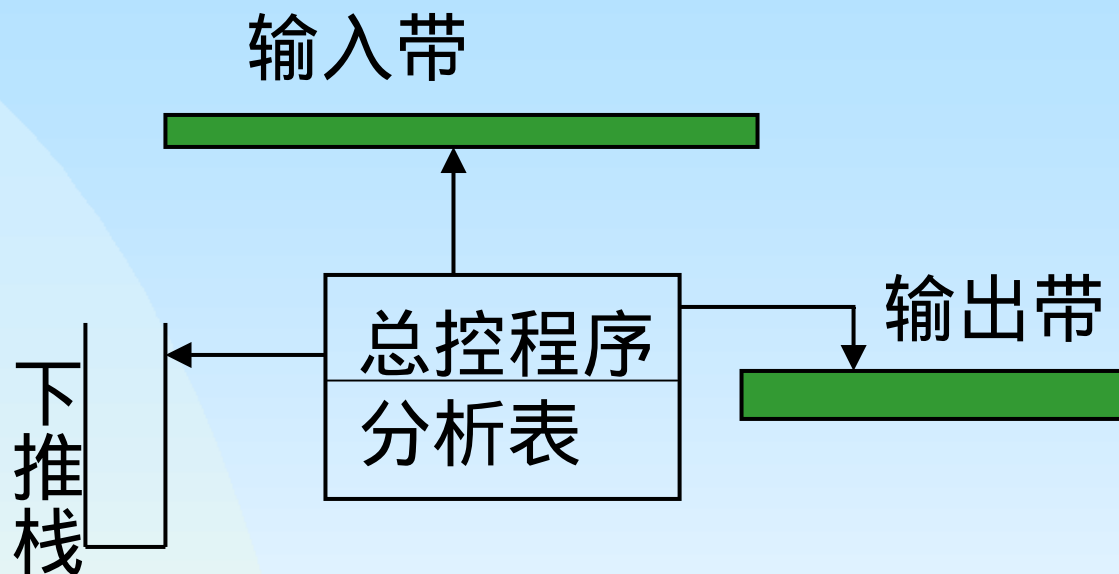 输入带
输出带
总控程序
分析表
下推栈